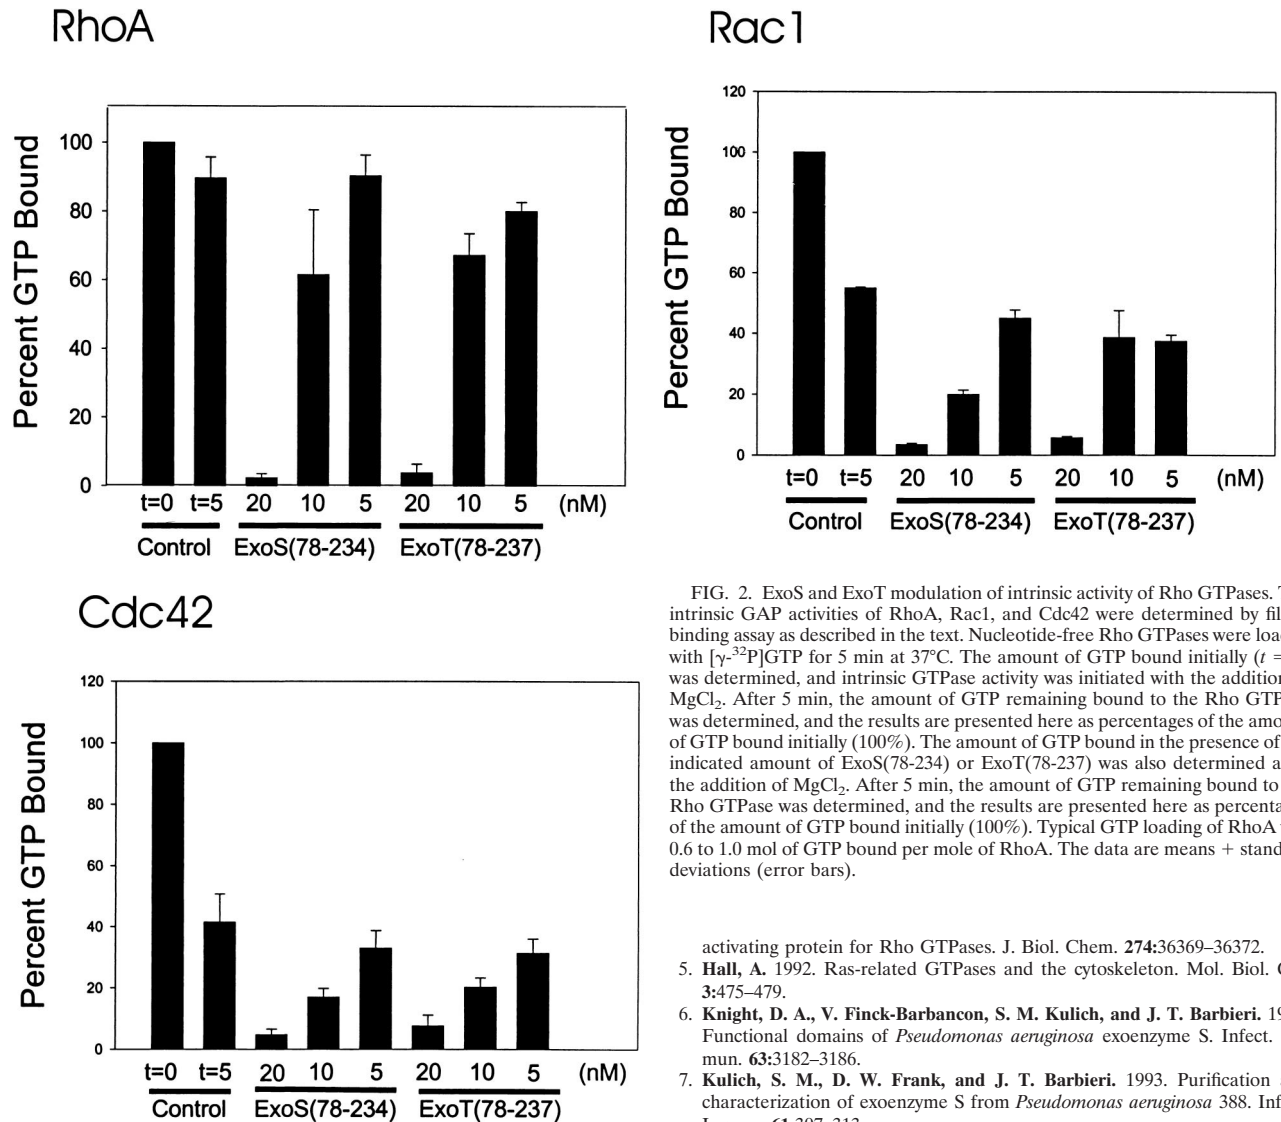 RhoA
Percent GTP Bound
100
80
60
40
20
0
t=0 t=5 20 10 5 20 10 5 (nM)
Control ExoS(78-234) ExoT(78-237)
Rac1
Percent GTP Bound
120
100
80
60
40
20
0
t=0 t=5 20 10 5 20 10 5 (nM)
Control ExoS(78-234) ExoT(78-237)
Cdc42
Percent GTP Bound
120
100
80
60
40
20
0
t=0 t=5 20 10 5 20 10 5 (nM)
Control ExoS(78-234) ExoT(78-237)
FIG. 2. ExoS and ExoT modulation of intrinsic activity of Rho GTPases.
intrinsic GAP activities of RhoA, Rac1, and Cdc42 were determined by fil
binding assay as described in the text. Nucleotide-free Rho GTPases were load
with [γ-³²P]GTP for 5 min at 37°C. The amount of GTP bound initially (t =
was determined, and intrinsic GTPase activity was initiated with the addition
MgCl₂. After 5 min, the amount of GTP remaining bound to the Rho GTP
was determined, and the results are presented here as percentages of the amo
of GTP bound initially (100%). The amount of GTP bound in the presence of
indicated amount of ExoS(78-234) or ExoT(78-237) was also determined a
the addition of MgCl₂. After 5 min, the amount of GTP remaining bound to
Rho GTPase was determined, and the results are presented here as percenta
of the amount of GTP bound initially (100%). Typical GTP loading of RhoA
0.6 to 1.0 mol of GTP bound per mole of RhoA. The data are means + stand
deviations (error bars).
activating protein for Rho GTPases. J. Biol. Chem. 274:36369–36372.
5. Hall, A. 1992. Ras-related GTPases and the cytoskeleton. Mol. Biol.
3:475–479.
6. Knight, D. A., V. Finck-Barbancon, S. M. Kulich, and J. T. Barbieri. 19
Functional domains of Pseudomonas aeruginosa exoenzyme S. Infect.
mun. 63:3182–3186.
7. Kulich, S. M., D. W. Frank, and J. T. Barbieri. 1993. Purification
characterization of exoenzyme S from Pseudomonas aeruginosa 388. Inf